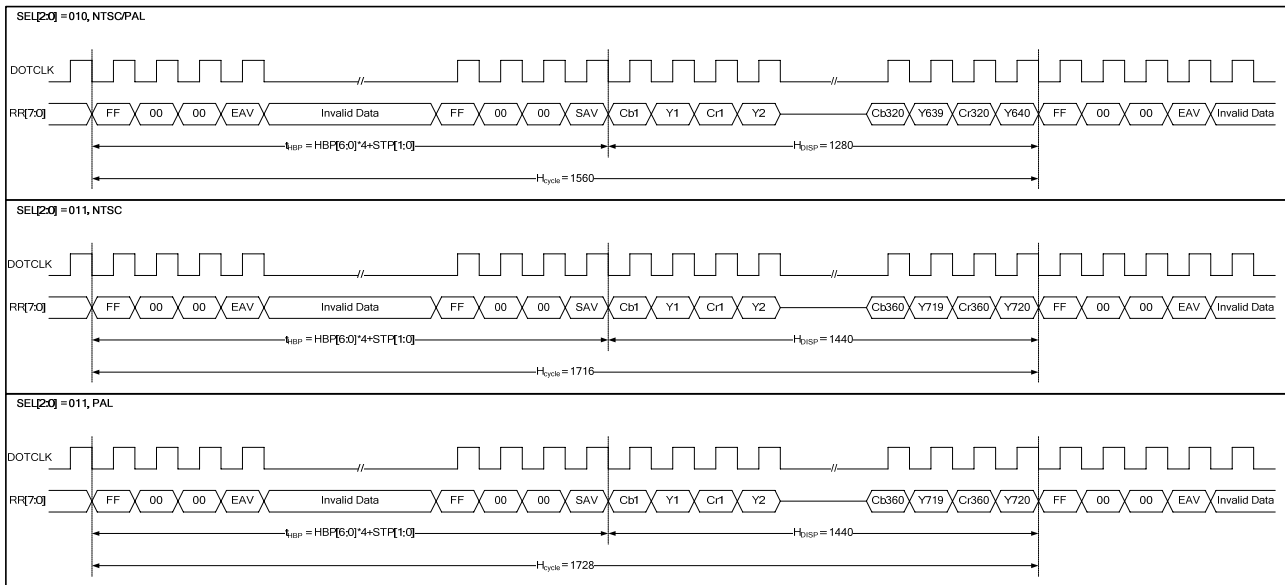 SEL[2:0] = 010, NTSC/PAL
DOTCLK // //
RR[7:0] FF 00 00 EAV Invalid Data FF 00 00 SAV Cb1 Y1 Cr1 Y2 Cb320 Y639 Cr320 Y640 FF 00 00 EAV Invalid Data
tHBP = HBP[6:0]*4+STP[1:0] HDISP = 1280
Hcycle = 1560
SEL[2:0] = 011, NTSC
DOTCLK // //
RR[7:0] FF 00 00 EAV Invalid Data FF 00 00 SAV Cb1 Y1 Cr1 Y2 Cb360 Y719 Cr360 Y720 FF 00 00 EAV Invalid Data
tHBP = HBP[6:0]*4+STP[1:0] HDISP = 1440
Hcycle = 1716
SEL[2:0] = 011, PAL
DOTCLK // //
RR[7:0] FF 00 00 EAV Invalid Data FF 00 00 SAV Cb1 Y1 Cr1 Y2 Cb360 Y719 Cr360 Y720 FF 00 00 EAV Invalid Data
tHBP = HBP[6:0]*4+STP[1:0] HDISP = 1440
Hcycle = 1728